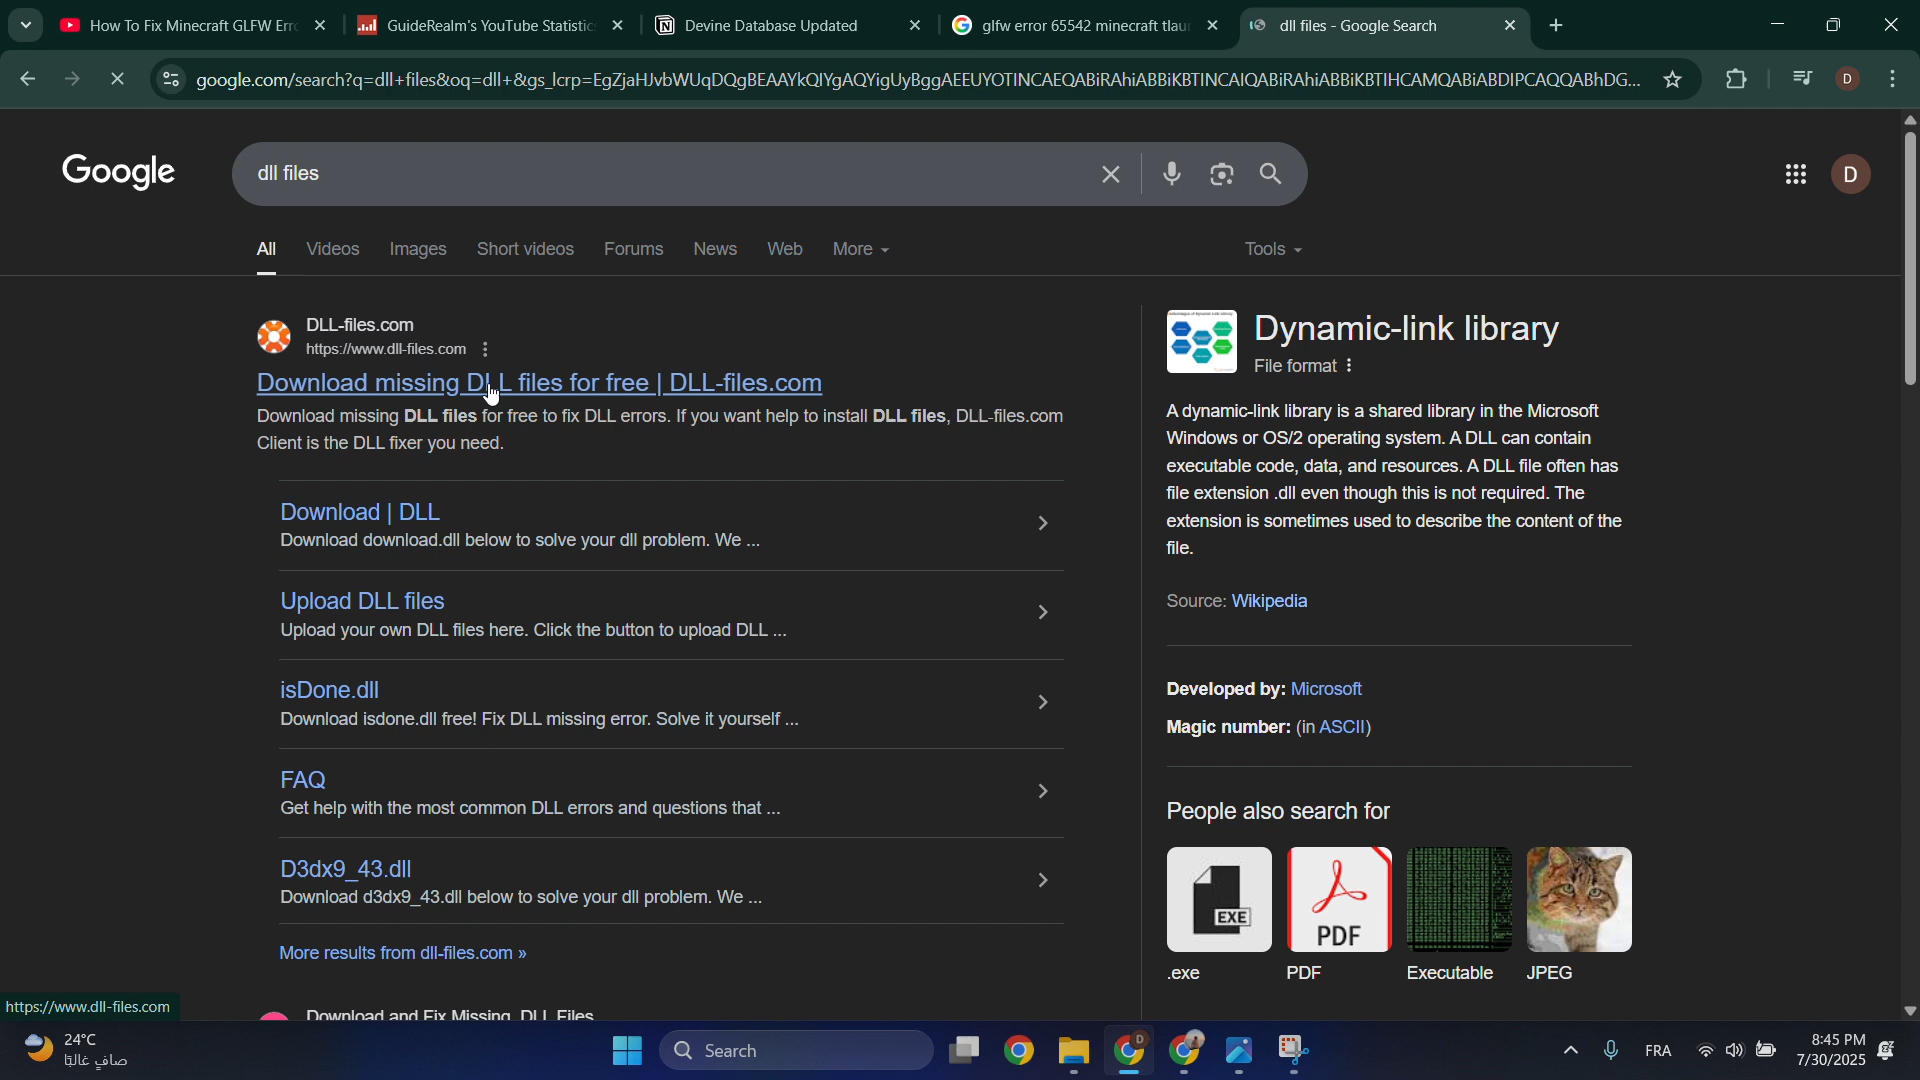 How To Fix Minecraft GLFW Err
GuideRealm's YouTube Statistic
Devine Database Updated
glfw error 65542 minecraft tlau
dll files - Google Search
google.com/search?q=dll+files&oq=dll+&gs_lcrp=EgZjaHJvbWUqDQgBEAAYkQIYgAQYigUyBggAEEUYOTINCAEQABiRAhiABBiKBTINCAIQABiRAhiABBiKBTIHCAMQABiABDIPCAQQABhDG...
D
Google
dll files
D
All
Videos
Images
Short videos
Forums
News
Web
More
Tools
DLL-files.com
https://www.dll-files.com
Download missing DLL files for free | DLL-files.com
Download missing DLL files for free to fix DLL errors. If you want help to install DLL files, DLL-files.com
Client is the DLL fixer you need.
Download | DLL
Download download.dll below to solve your dll problem. We ...
Upload DLL files
Upload your own DLL files here. Click the button to upload DLL ...
isDone.dll
Download isdone.dll free! Fix DLL missing error. Solve it yourself ...
FAQ
Get help with the most common DLL errors and questions that ...
D3dx9_43.dll
Download d3dx9_43.dll below to solve your dll problem. We ...
More results from dll-files.com »
Download and Fix Missing DLL Files
Dynamic-link library
File format
A dynamic-link library is a shared library in the Microsoft
Windows or OS/2 operating system. A DLL can contain
executable code, data, and resources. A DLL file often has
file extension .dll even though this is not required. The
extension is sometimes used to describe the content of the
file.
Source: Wikipedia
Developed by: Microsoft
Magic number: (in ASCII)
People also search for
EXE
PDF
.exe
PDF
Executable
JPEG
https://www.dll-files.com
24°C
صافٍ غالبًا
Search
D
FRA
8:45 PM
7/30/2025